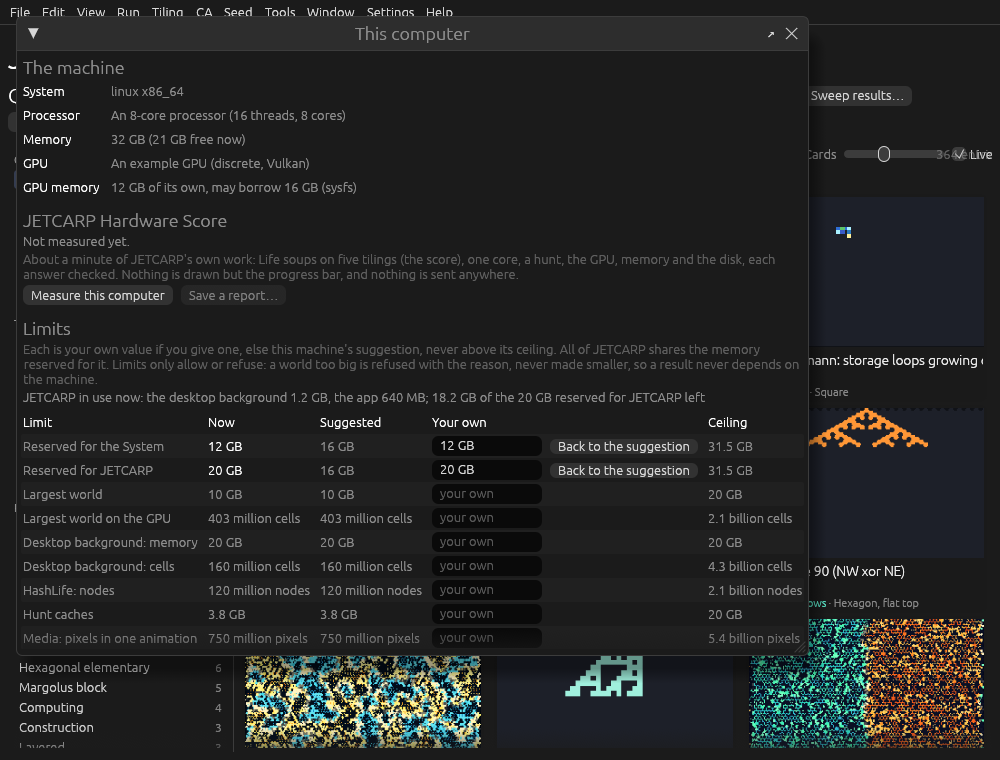 File Edit View Run Tiling CA Seed Tools Window Settings Help
This computer
The machine
System linux x86_64
Processor An 8-core processor (16 threads, 8 cores)
Memory 32 GB (21 GB free now)
GPU An example GPU (discrete, Vulkan)
GPU memory 12 GB of its own, may borrow 16 GB (sysfs)
JETCARP Hardware Score
Not measured yet.
About a minute of JETCARP's own work: Life soups on five tilings (the score), one core, a hunt, the GPU, memory and the disk, each
answer checked. Nothing is drawn but the progress bar, and nothing is sent anywhere.
Measure this computer Save a report…
Limits
Each is your own value if you give one, else this machine's suggestion, never above its ceiling. All of JETCARP shares the memory
reserved for it. Limits only allow or refuse: a world too big is refused with the reason, never made smaller, so a result never depends on
the machine.
JETCARP in use now: the desktop background 1.2 GB, the app 640 MB; 18.2 GB of the 20 GB reserved for JETCARP left
Limit Now Suggested Your own Ceiling
Reserved for the System 12 GB 16 GB 12 GB Back to the suggestion 31.5 GB
Reserved for JETCARP 20 GB 16 GB 20 GB Back to the suggestion 31.5 GB
Largest world 10 GB 10 GB your own 20 GB
Largest world on the GPU 403 million cells 403 million cells your own 2.1 billion cells
Desktop background: memory 20 GB 20 GB your own 20 GB
Desktop background: cells 160 million cells 160 million cells your own 4.3 billion cells
HashLife: nodes 120 million nodes 120 million nodes your own 2.1 billion nodes
Hunt caches 3.8 GB 3.8 GB your own 20 GB
Media: pixels in one animation 750 million pixels 750 million pixels your own 5.4 billion pixels
Sweep results…
Cards Live
storage loops growing
· Square
90 (NW xor NE)
· Hexagon, flat top
Hexagonal elementary 6
Margolus block 5
Computing 4
Construction 3
Layered